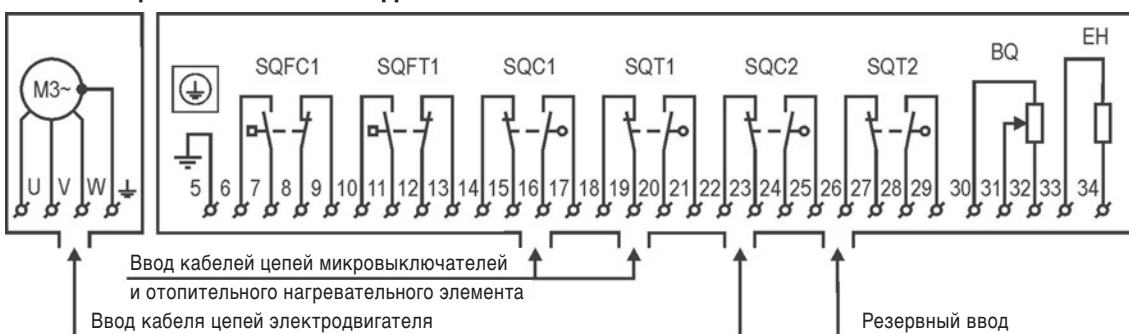 EH
SQFC1 SQFT1 SQC1 SQT1 SQC2 SQT2 BQ
M3~
U V W
5 6 7 8 9 10 11 12 13 14 15 16 17 18 19 20 21 22 23 24 25 26 27 28 29 30 31 32 33 34
Ввод кабелей цепей микровыключателей
и отопительного нагревательного элемента
Ввод кабеля цепей электродвигателя Резервный ввод